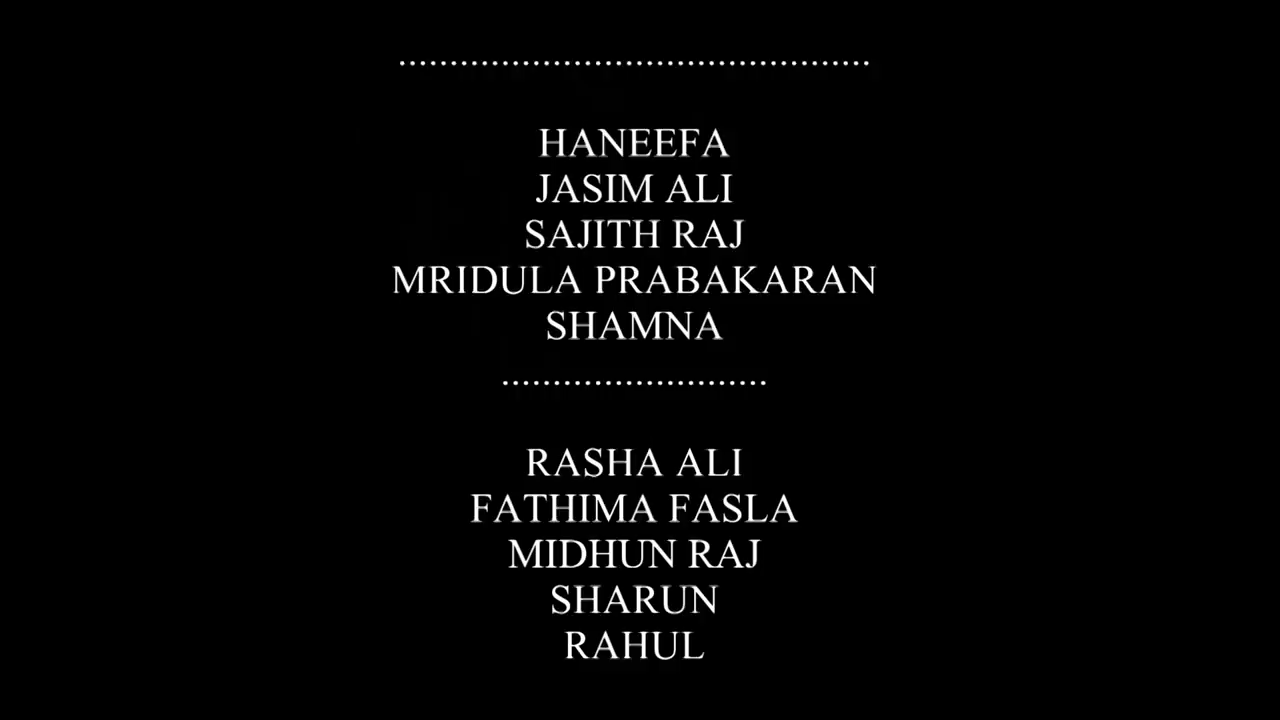 ..............................................
HANEEFA
JASIM ALI
SAJITH RAJ
MRIDULA PRABAKARAN
SHAMNA
..........................
RASHA ALI
FATHIMA FASLA
MIDHUN RAJ
SHARUN
RAHUL